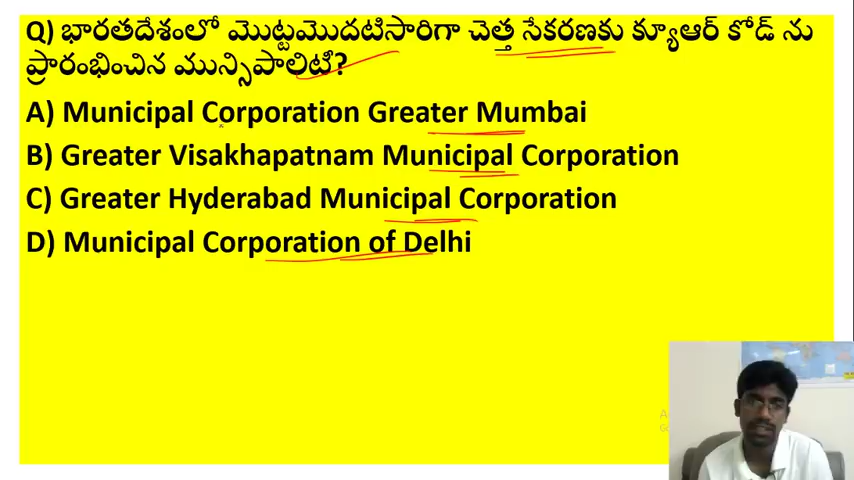 Q) భారతదేశంలో మొట్టమొదటిసారిగా చెత్త సేకరణకు క్యూఆర్ కోడ్ ను
ప్రారంభించిన మున్సిపాలిటీ?
A) Municipal Corporation Greater Mumbai
B) Greater Visakhapatnam Municipal Corporation
C) Greater Hyderabad Municipal Corporation
D) Municipal Corporation of Delhi